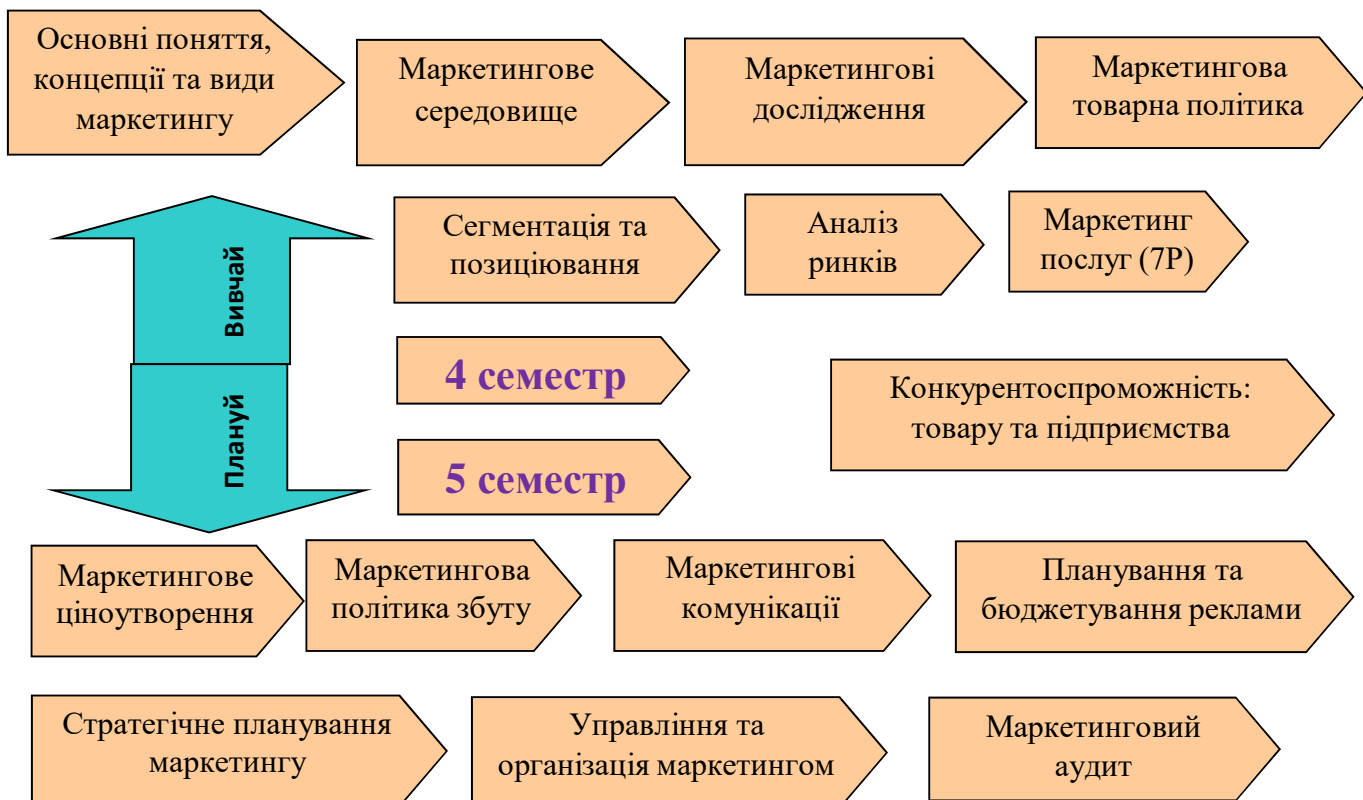 Основні поняття,
концепції та види
маркетингу
Маркетингове
середовище
Маркетингові
дослідження
Маркетингова
товарна політика
Вивчай
Сегментація та
позиціювання
Аналіз
ринків
Маркетинг
послуг (7Р)
4 семестр
Конкурентоспроможність:
товару та підприємства
Плануй
5 семестр
Маркетингове
ціноутворення
Маркетингова
політика збуту
Маркетингові
комунікації
Планування та
бюджетування реклами
Стратегічне планування
маркетингу
Управління та
організація маркетингом
Маркетинговий
аудит